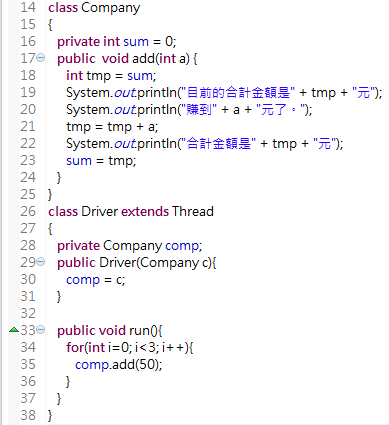 14 class Company
15 {
16 private int sum = 0;
17 public void add(int a) {
18 int tmp = sum;
19 System.out.println("目前的合計金額是" + tmp + "元");
20 System.out.println("賺到" + a + "元了。");
21 tmp = tmp + a;
22 System.out.println("合計金額是" + tmp + "元");
23 sum = tmp;
24 }
25 }
26 class Driver extends Thread
27 {
28 private Company comp;
29 public Driver(Company c){
30 comp = c;
31 }
32
33 public void run(){
34 for(int i=0; i<3; i++){
35 comp.add(50);
36 }
37 }
38 }